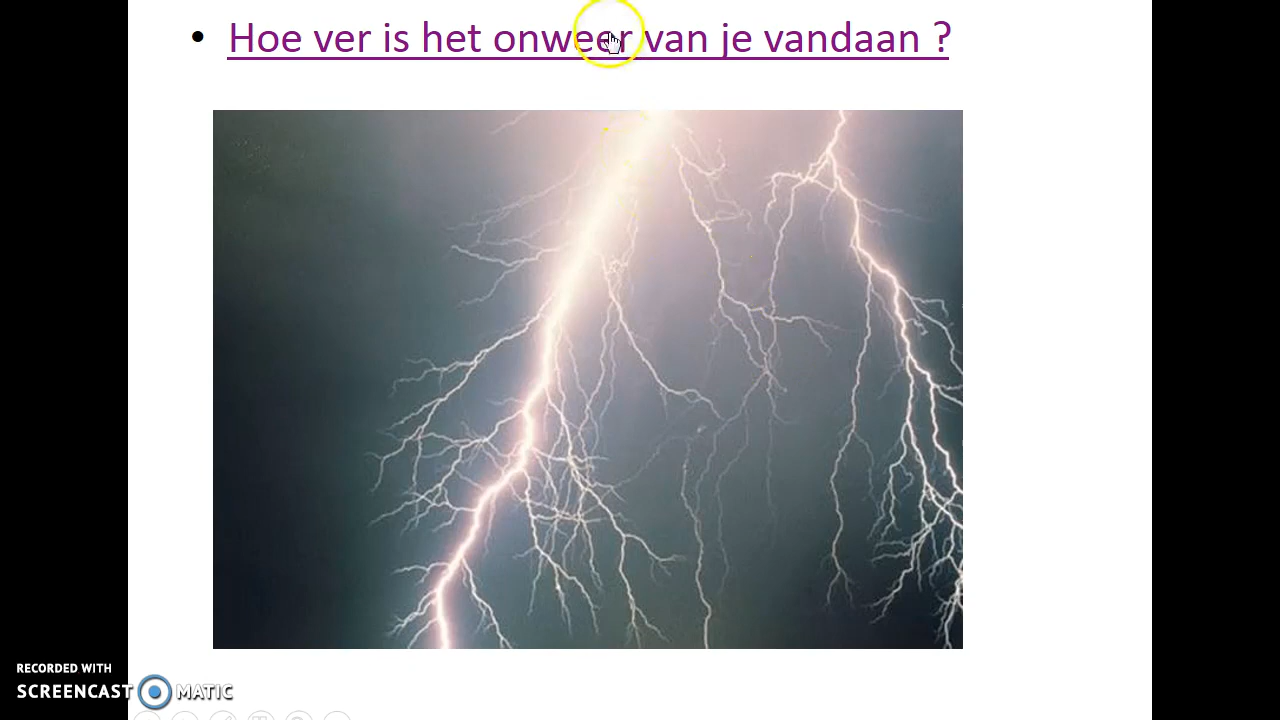 • Hoe ver is het onweer van je vandaan ?
RECORDED WITH
SCREENCAST MATIC